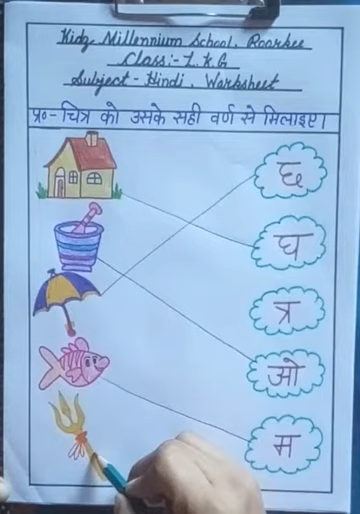 Kidz Millennium School, Roorkee
Class:- L.K.G
Subject - Hindi . Worksheet
प्र०- चित्र को उसके सही वर्ण से मिलाइए।
छ
घ
त्र
ओ
म